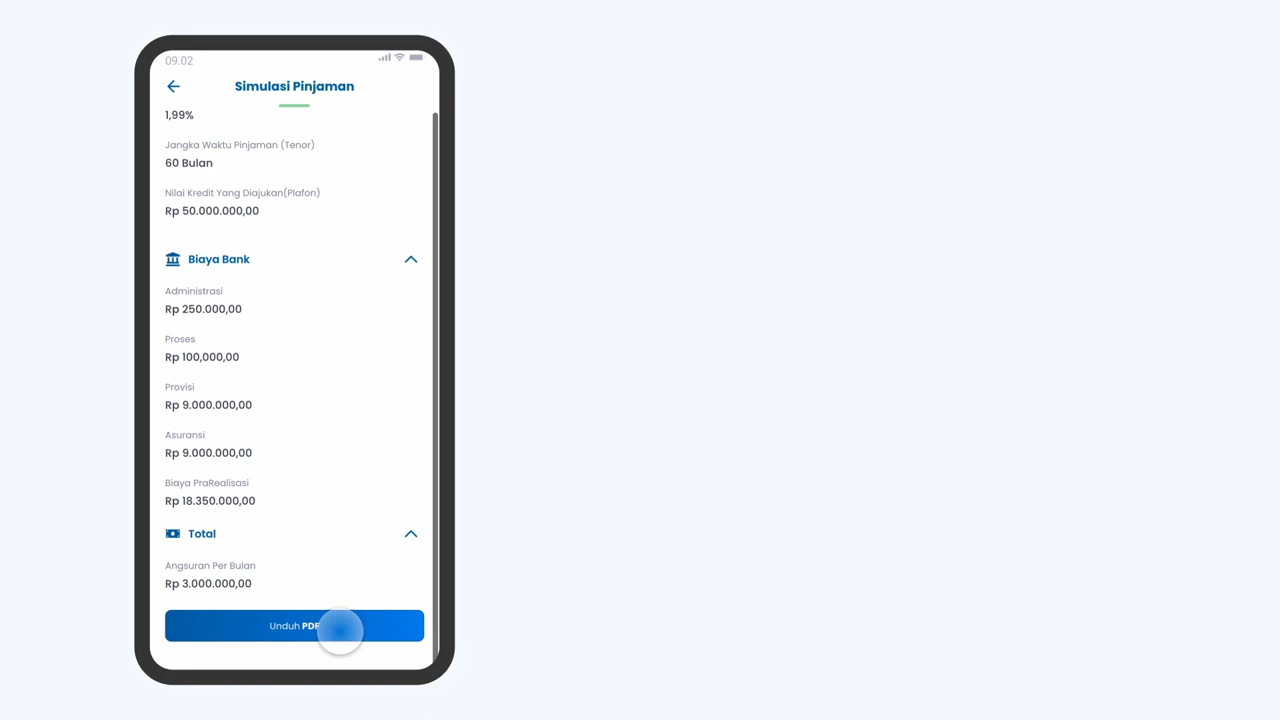 09.02
Simulasi Pinjaman
1,99%
Jangka Waktu Pinjaman (Tenor)
60 Bulan
Nilai Kredit Yang Diajukan(Plafon)
Rp 50.000.000,00
Biaya Bank
Administrasi
Rp 250.000,00
Proses
Rp 100,000,00
Provisi
Rp 9.000.000,00
Asuransi
Rp 9.000.000,00
Biaya PraRealisasi
Rp 18.350.000,00
Total
Angsuran Per Bulan
Rp 3.000.000,00
Unduh PDF